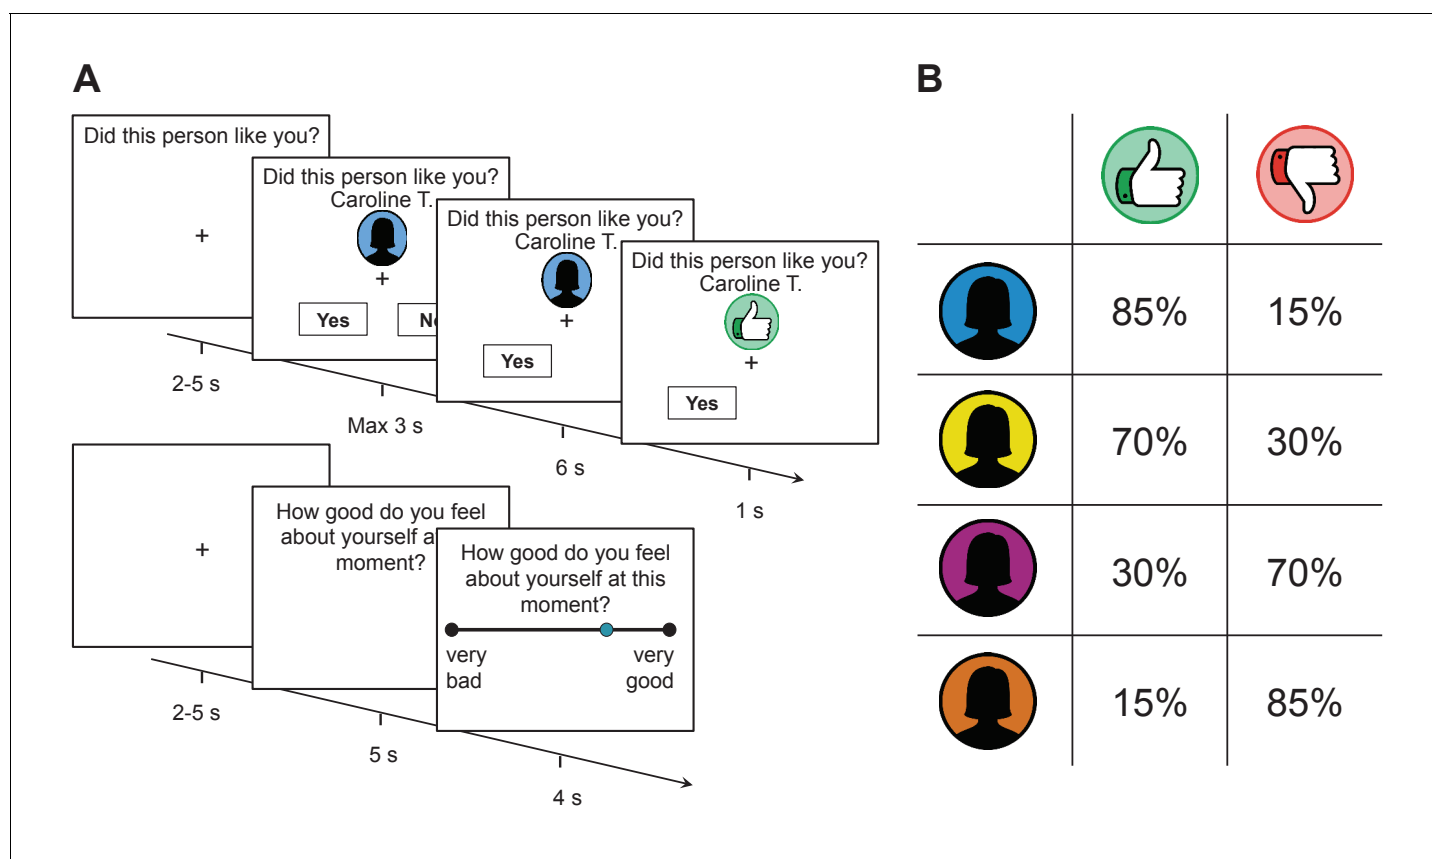 A
Did this person like you?
+
2-5 s
Did this person like you?
Caroline T.
+
Yes
Max 3 s
Did this person like you?
Caroline T.
+
Yes
6 s
Did this person like you?
Caroline T.
+
Yes
1 s
+
2-5 s
How good do you feel
about yourself a
moment?
5 s
How good do you feel
about yourself at this
moment?
very
bad
very
good
4 s
B
85% 15%
70% 30%
30% 70%
15% 85%